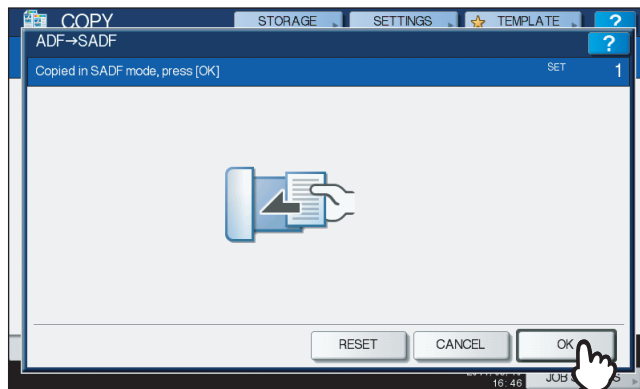 COPY STORAGE SETTINGS TEMPLATE ?
ADF→SADF ?
Copied in SADF mode, press [OK] SET 1
RESET CANCEL OK
16:46 JOB